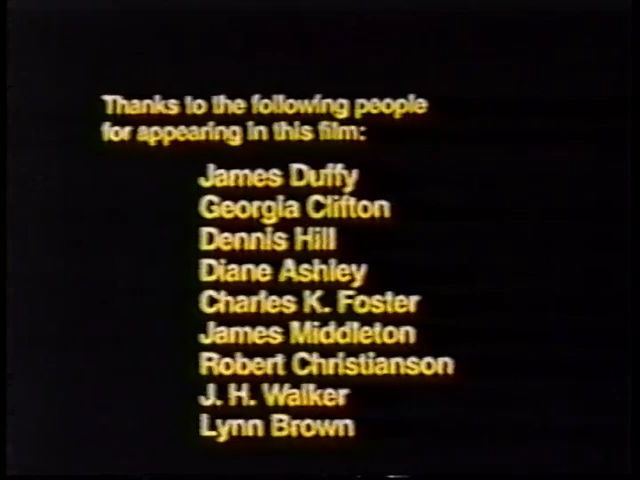 Thanks to the following people
for appearing in this film:
James Duffy
Georgia Clifton
Dennis Hill
Diane Ashley
Charles K. Foster
James Middleton
Robert Christianson
J. H. Walker
Lynn Brown